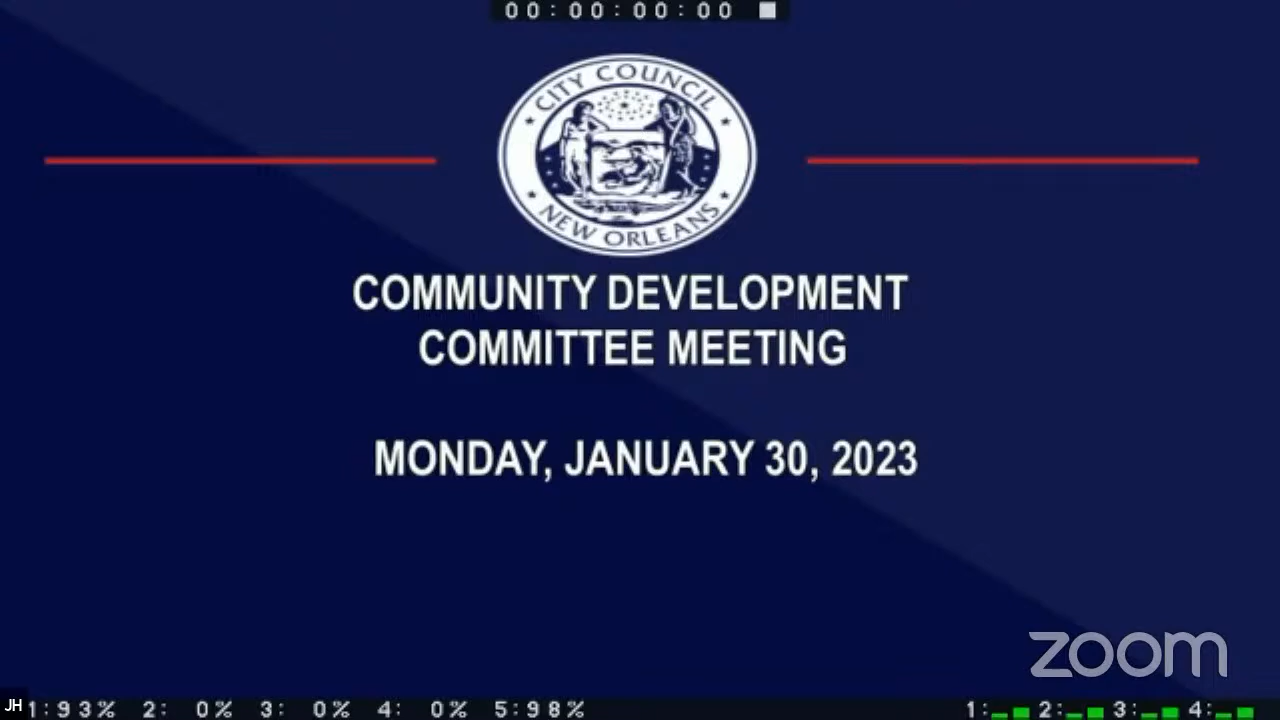 00:00:00:00
CITY COUNCIL
NEW ORLEANS
COMMUNITY DEVELOPMENT
COMMITTEE MEETING
MONDAY, JANUARY 30, 2023
zoom
JH 1:93% 2: 0% 3: 0% 4: 0% 5:98% 1: 2: 3: 4: